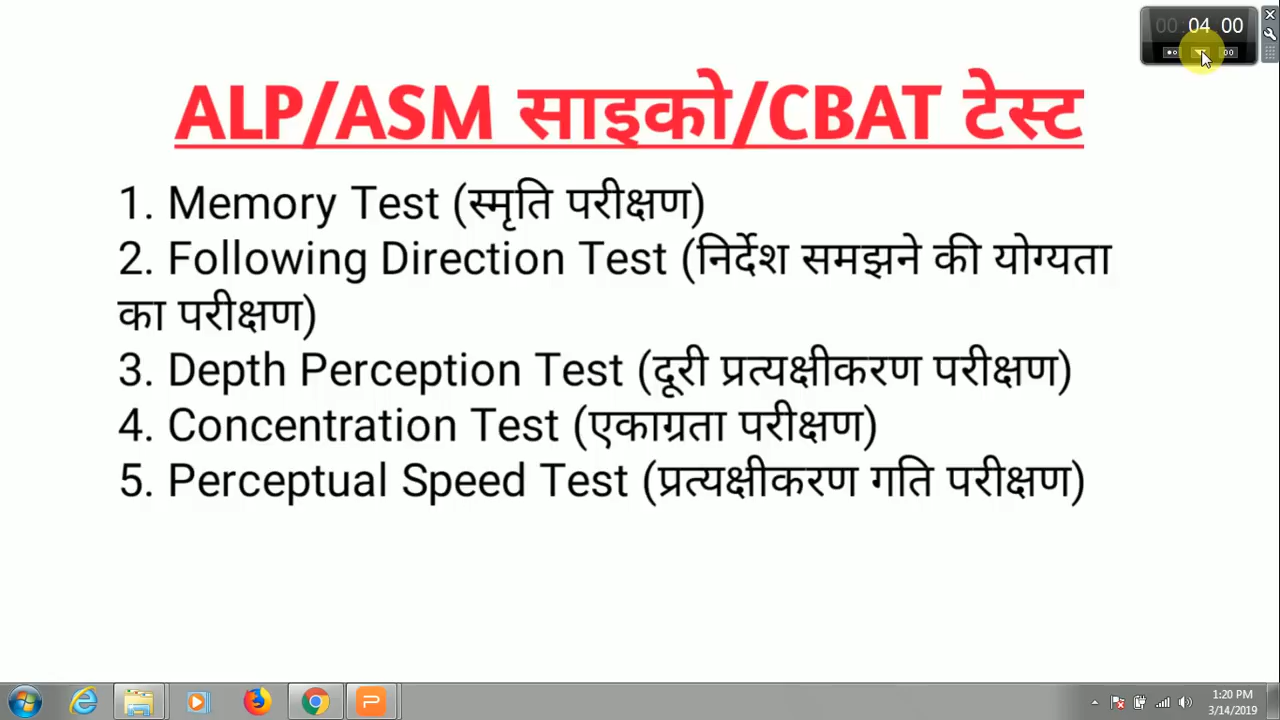 00:04 00
00
ALP/ASM साइको/CBAT टेस्ट
1. Memory Test (स्मृति परीक्षण)
2. Following Direction Test (निर्देश समझने की योग्यता
का परीक्षण)
3. Depth Perception Test (दूरी प्रत्यक्षीकरण परीक्षण)
4. Concentration Test (एकाग्रता परीक्षण)
5. Perceptual Speed Test (प्रत्यक्षीकरण गति परीक्षण)
1:20 PM
3/14/2019